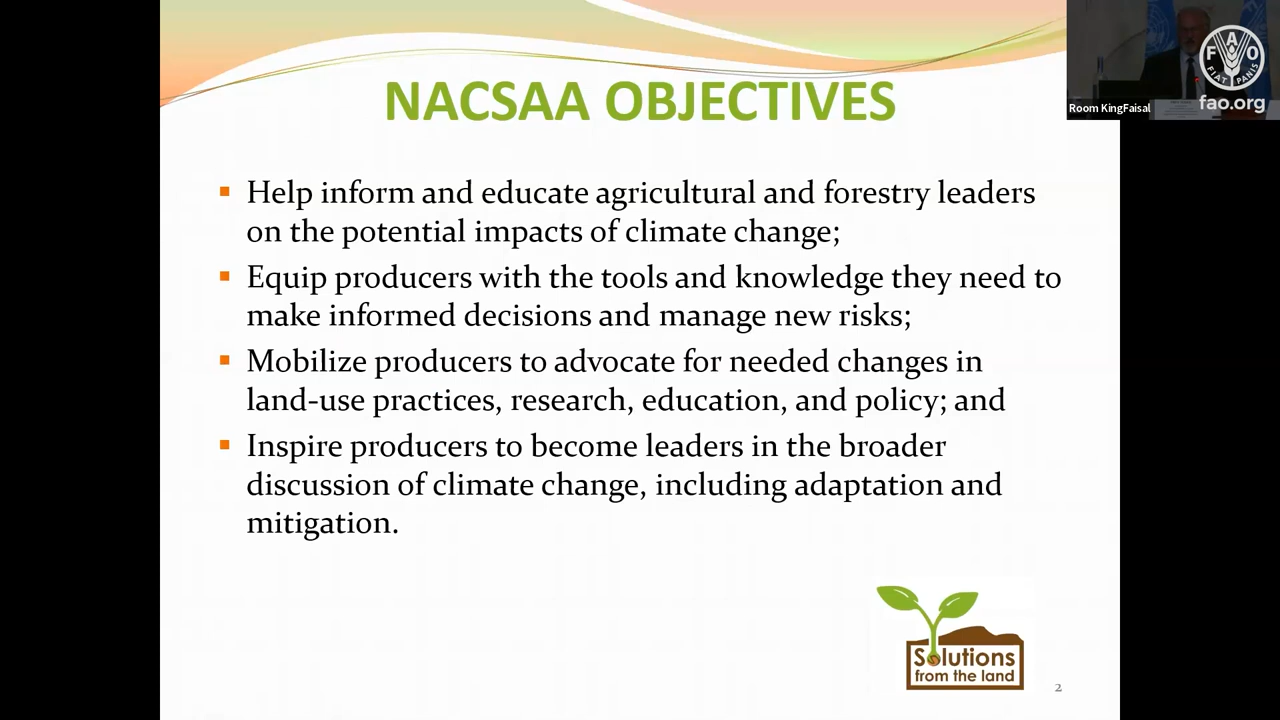 NACSAA OBJECTIVES
Help inform and educate agricultural and forestry leaders
on the potential impacts of climate change;
Equip producers with the tools and knowledge they need to
make informed decisions and manage new risks;
Mobilize producers to advocate for needed changes in
land-use practices, research, education, and policy; and
Inspire producers to become leaders in the broader
discussion of climate change, including adaptation and
mitigation.
Solutions
from the land
2
F A O
FIAT PANIS
fao.org
Room KingFaisal